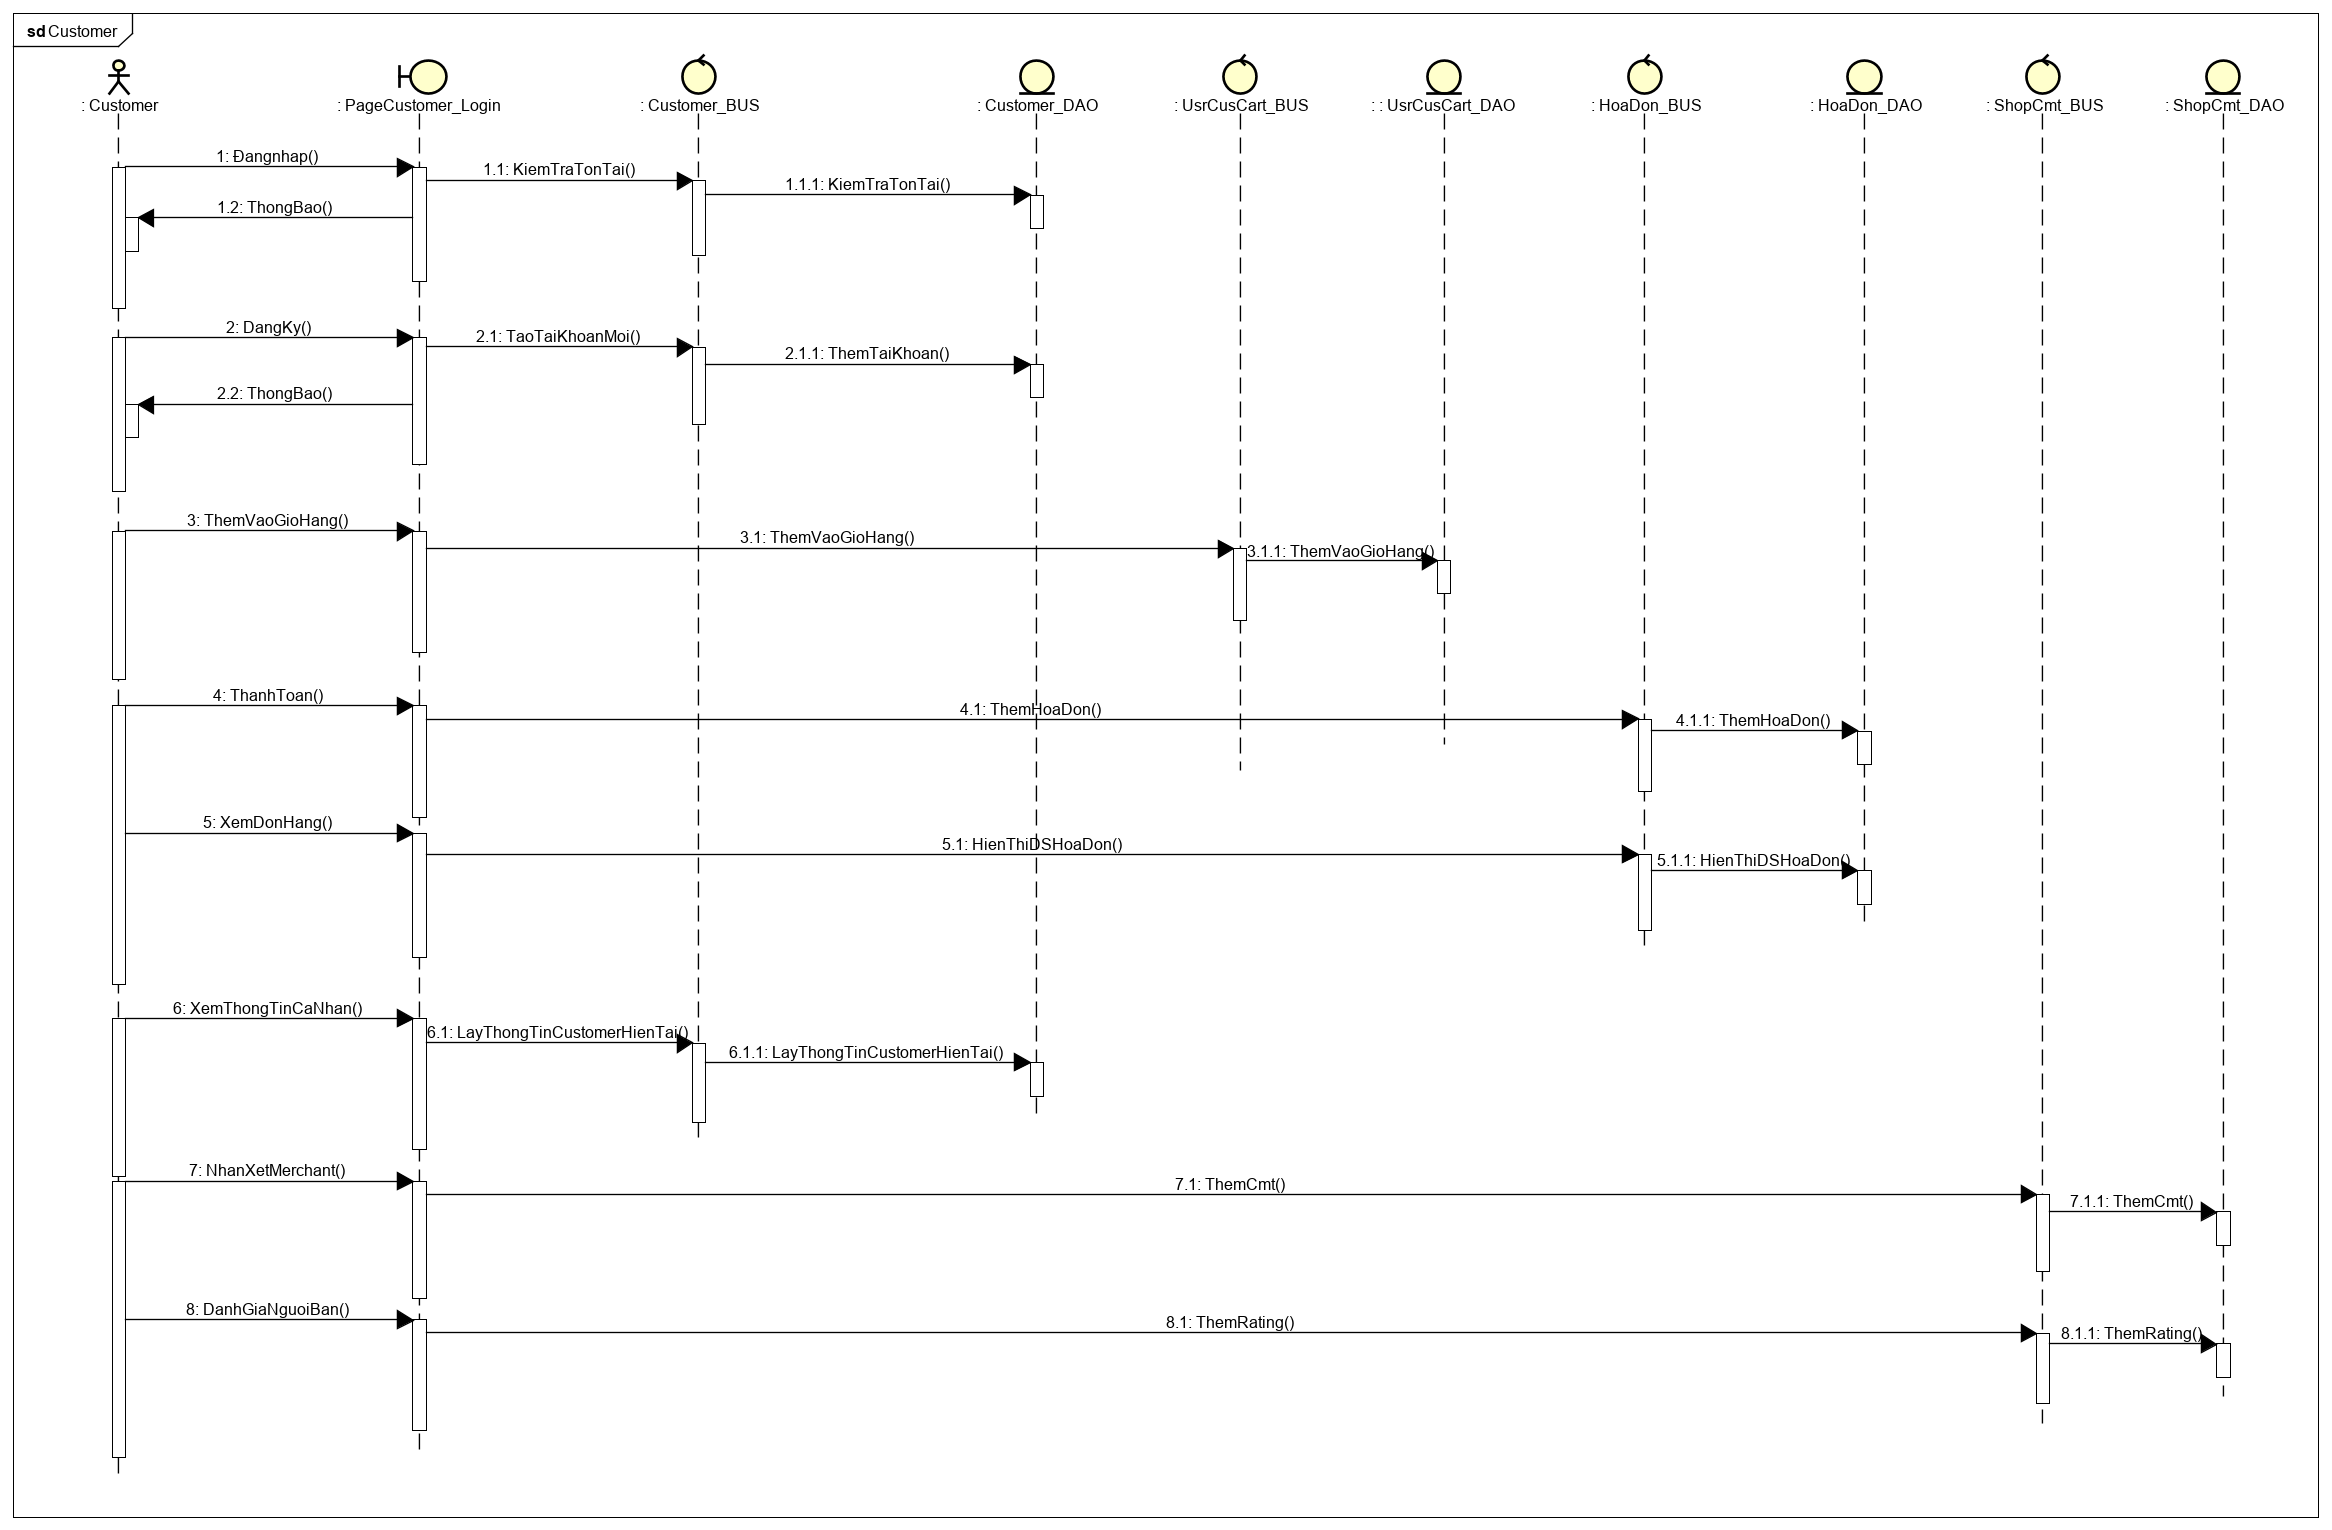 sd Customer
: Customer
: PageCustomer_Login
: Customer_BUS
: Customer_DAO
: UsrCusCart_BUS
: : UsrCusCart_DAO
: HoaDon_BUS
: HoaDon_DAO
: ShopCmt_BUS
: ShopCmt_DAO
1: Đangnhap()
1.1: KiemTraTonTai()
1.1.1: KiemTraTonTai()
1.2: ThongBao()
2: DangKy()
2.1: TaoTaiKhoanMoi()
2.1.1: ThemTaiKhoan()
2.2: ThongBao()
3: ThemVaoGioHang()
3.1: ThemVaoGioHang()
3.1.1: ThemVaoGioHang()
4: ThanhToan()
4.1: ThemHoaDon()
4.1.1: ThemHoaDon()
5: XemDonHang()
5.1: HienThiDSHoaDon()
5.1.1: HienThiDSHoaDon()
6: XemThongTinCaNhan()
6.1: LayThongTinCustomerHienTai()
6.1.1: LayThongTinCustomerHienTai()
7: NhanXetMerchant()
7.1: ThemCmt()
7.1.1: ThemCmt()
8: DanhGiaNguoiBan()
8.1: ThemRating()
8.1.1: ThemRating()